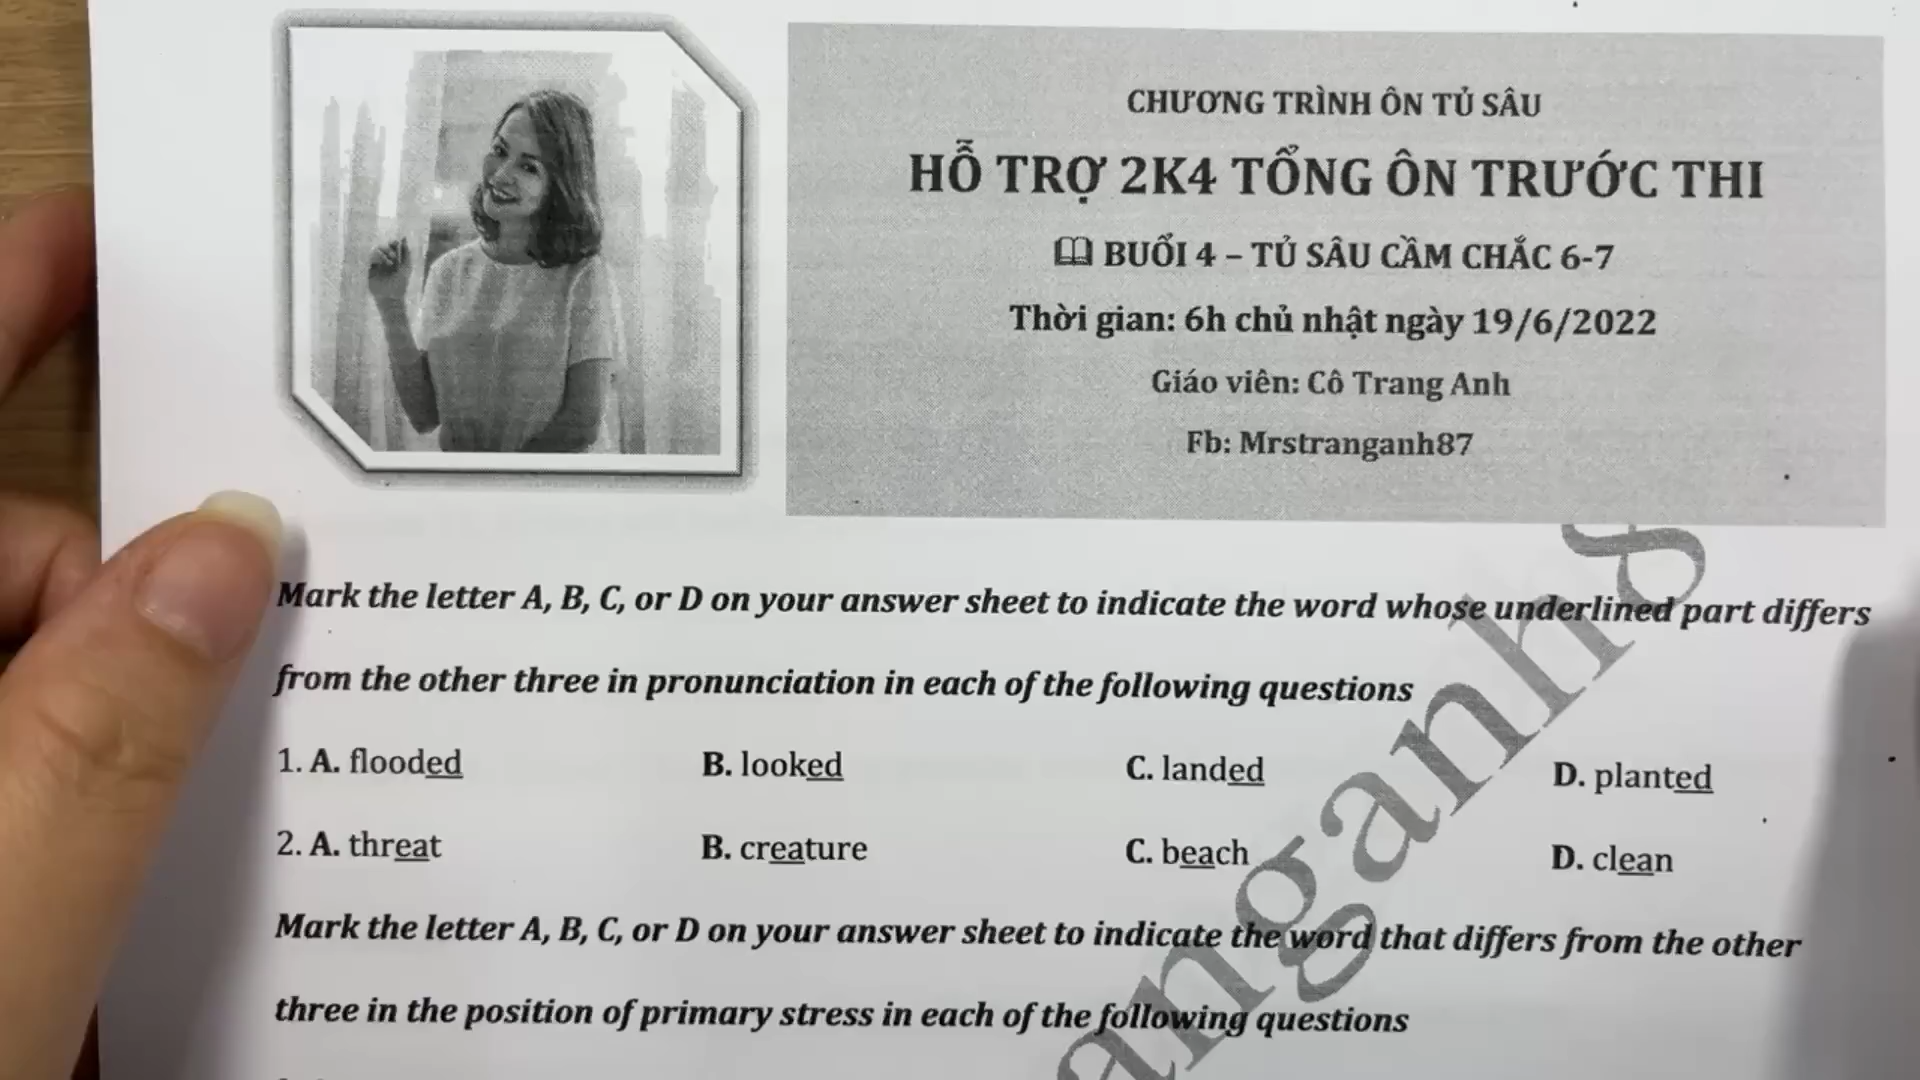 CHƯƠNG TRÌNH ÔN TỦ SÂU
HỖ TRỢ 2K4 TỔNG ÔN TRƯỚC THI
BUỔI 4 – TỦ SÂU CẦM CHẮC 6-7
Thời gian: 6h chủ nhật ngày 19/6/2022
Giáo viên: Cô Trang Anh
Fb: Mrstranganh87
Mark the letter A, B, C, or D on your answer sheet to indicate the word whose underlined part differs
from the other three in pronunciation in each of the following questions
1. A. flooded B. looked C. landed D. planted
2. A. threat B. creature C. beach D. clean
Mark the letter A, B, C, or D on your answer sheet to indicate the word that differs from the other
three in the position of primary stress in each of the following questions
anganh8